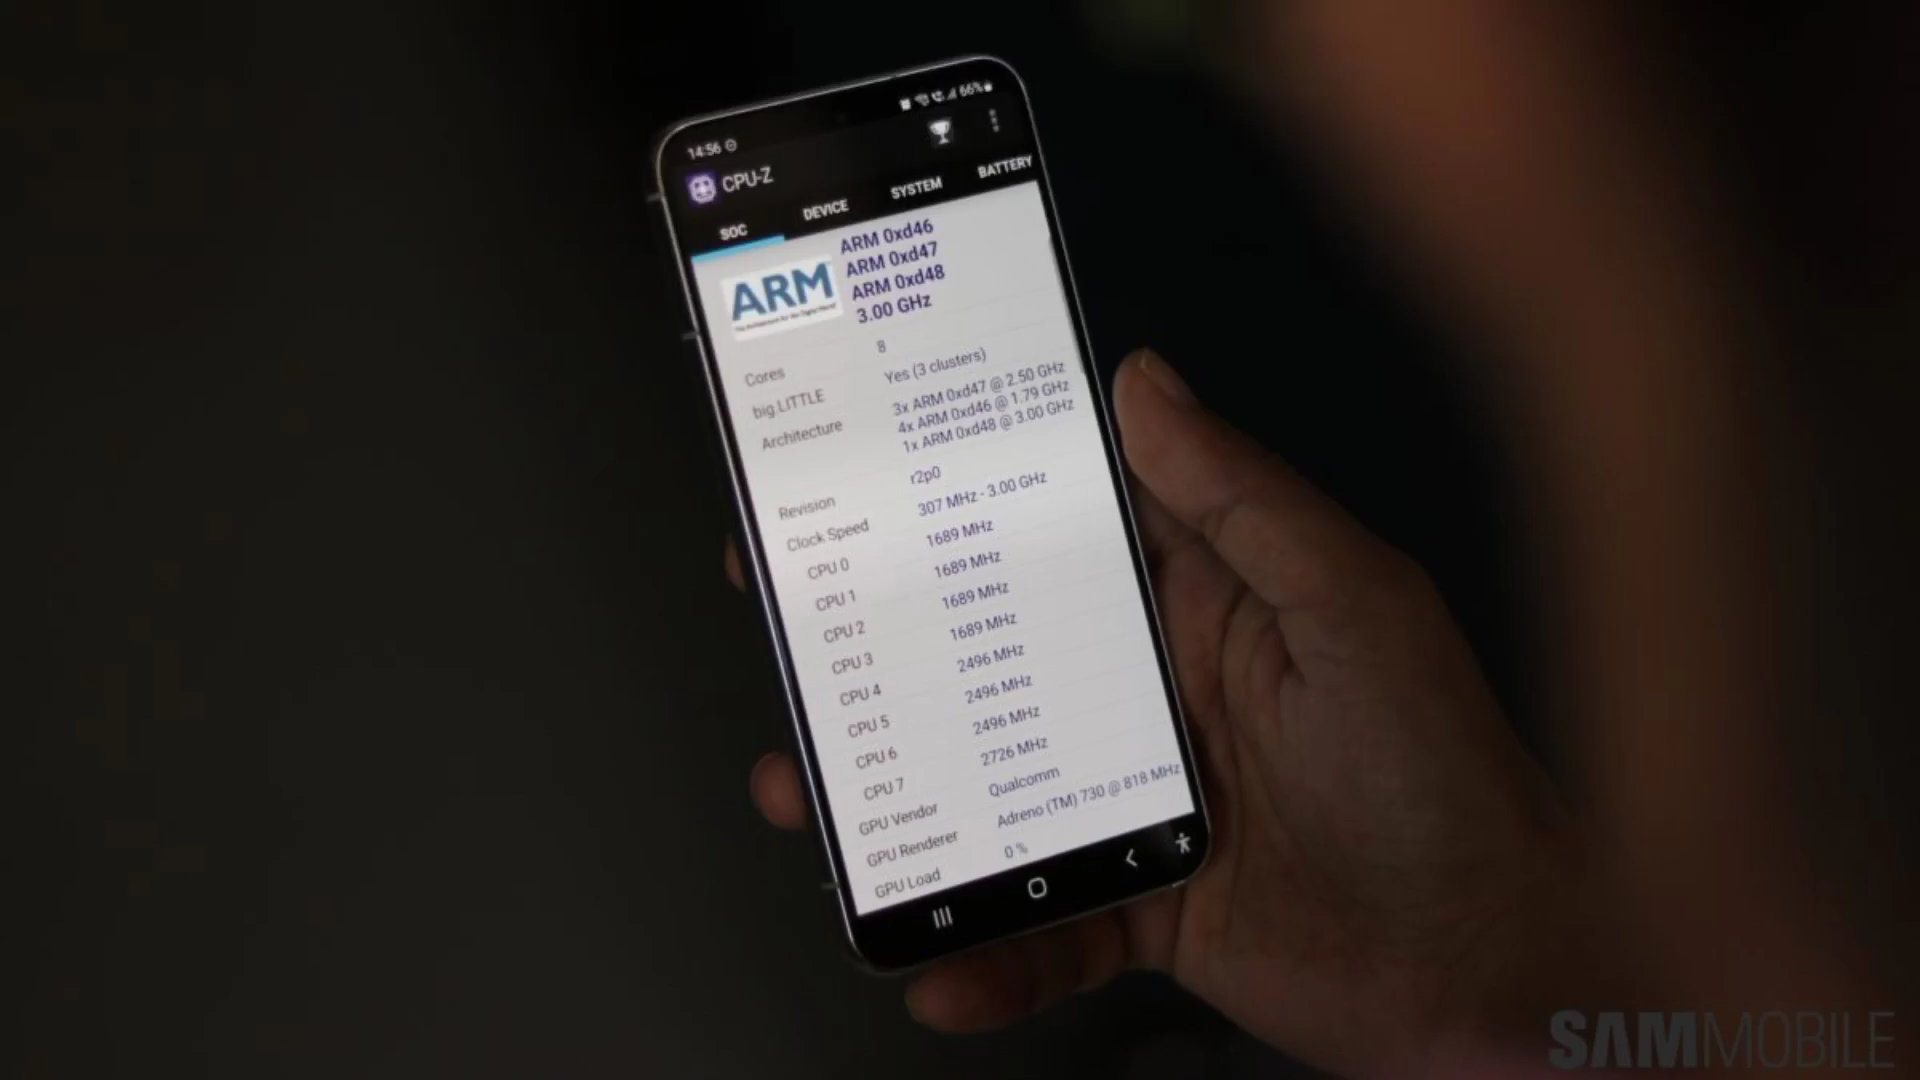 14:56
66%
CPU-Z
SOC DEVICE SYSTEM BATTERY
ARM
ARM 0xd46
ARM 0xd47
ARM 0xd48
3.00 GHz
Cores 8
big.LITTLE Yes (3 clusters)
Architecture 3x ARM 0xd47 @ 2.50 GHz
4x ARM 0xd46 @ 1.79 GHz
1x ARM 0xd48 @ 3.00 GHz
Revision r2p0
Clock Speed 307 MHz - 3.00 GHz
CPU 0 1689 MHz
CPU 1 1689 MHz
CPU 2 1689 MHz
CPU 3 1689 MHz
CPU 4 2496 MHz
CPU 5 2496 MHz
CPU 6 2496 MHz
CPU 7 2726 MHz
GPU Vendor Qualcomm
GPU Renderer Adreno (TM) 730 @ 818 MHz
GPU Load 0 %
SAMMOBILE